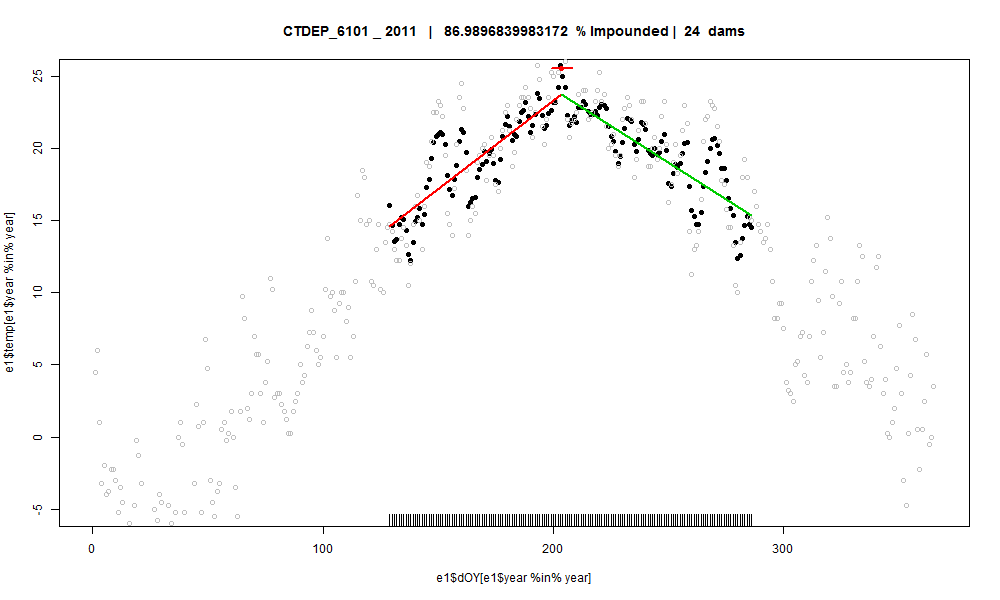 CTDEP_6101 _ 2011 | 86.9896839983172 % Impounded | 24 dams
25
20
15
10
5
0
-5
e1$temp[e1$year %in% year]
0 100 200 300
e1$dOY[e1$year %in% year]